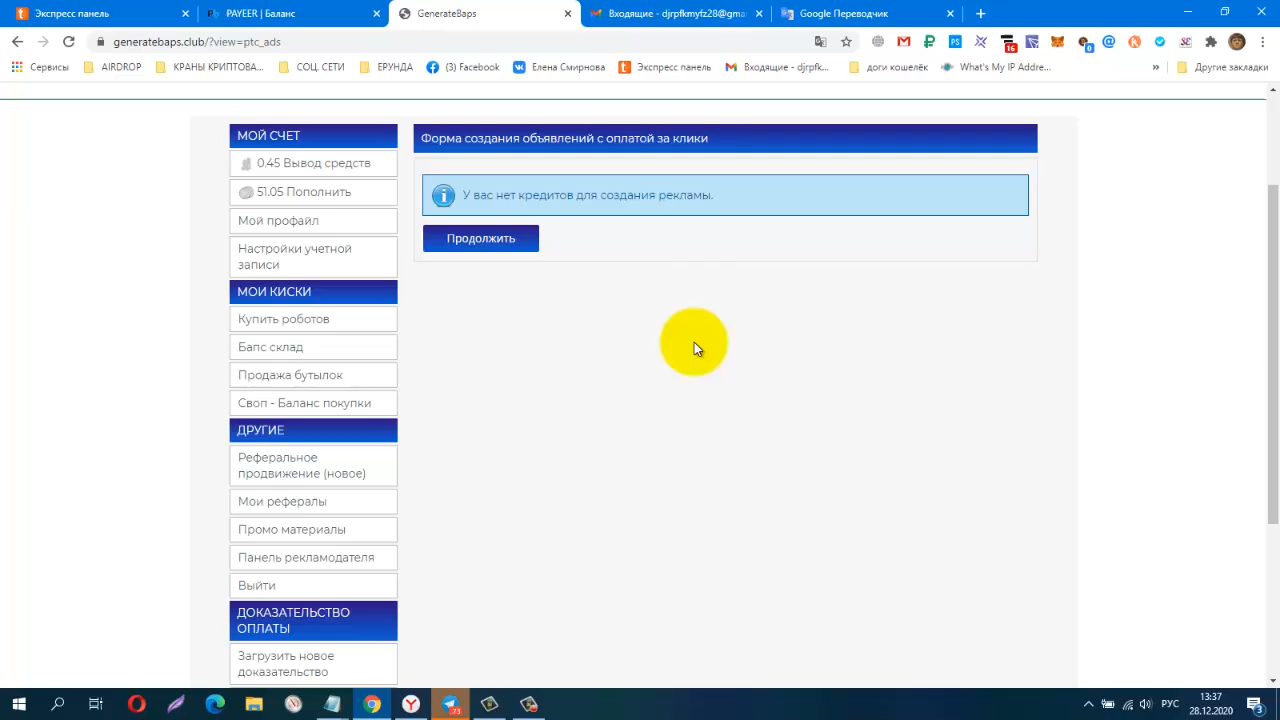 Экспресс панель
PAYEER | Баланс
GenerateBaps
Входящие - djrpfkmyfz28@gma
Google Переводчик
generatebaps.club/?view=ptc_ads
16
0
Сервисы
AIRDROP
КРАНЫ КРИПТОВА...
СОЦ. СЕТИ
ЕРУНДА
(3) Facebook
Елена Смирнова
Экспресс панель
Входящие - djrpfk...
доги кошелёк
What's My IP Addre...
»
Другие закладки
МОЙ СЧЕТ
0.45 Вывод средств
51.05 Пополнить
Мой профайл
Настройки учетной
записи
МОИ КИСКИ
Купить роботов
Бапс склад
Продажа бутылок
Своп - Баланс покупки
ДРУГИЕ
Реферальное
продвижение (новое)
Мои рефералы
Промо материалы
Панель рекламодателя
Выйти
ДОКАЗАТЕЛЬСТВО
ОПЛАТЫ
Загрузить новое
доказательство
Форма создания объявлений с оплатой за клики
У вас нет кредитов для создания рекламы.
Продолжить
73
РУС
13:37
28.12.2020
3